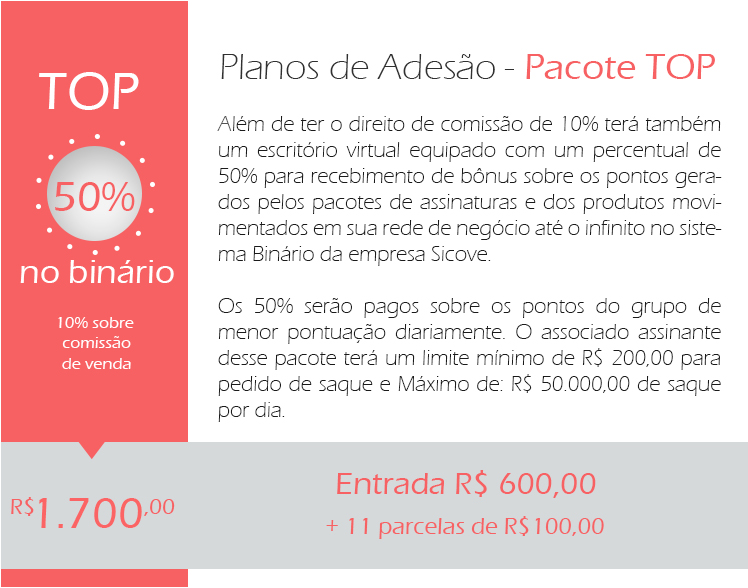 TOP
50%
no binário
10% sobre
comissão
de venda
Planos de Adesão - Pacote TOP
Além de ter o direito de comissão de 10% terá também
um escritório virtual equipado com um percentual de
50% para recebimento de bônus sobre os pontos gera-
dos pelos pacotes de assinaturas e dos produtos movi-
mentados em sua rede de negócio até o infinito no siste-
ma Binário da empresa Sicove.
Os 50% serão pagos sobre os pontos do grupo de
menor pontuação diariamente. O associado assinante
desse pacote terá um limite mínimo de R$ 200,00 para
pedido de saque e Máximo de: R$ 50.000,00 de saque
por dia.
R$1.700,00
Entrada R$ 600,00
+ 11 parcelas de R$100,00